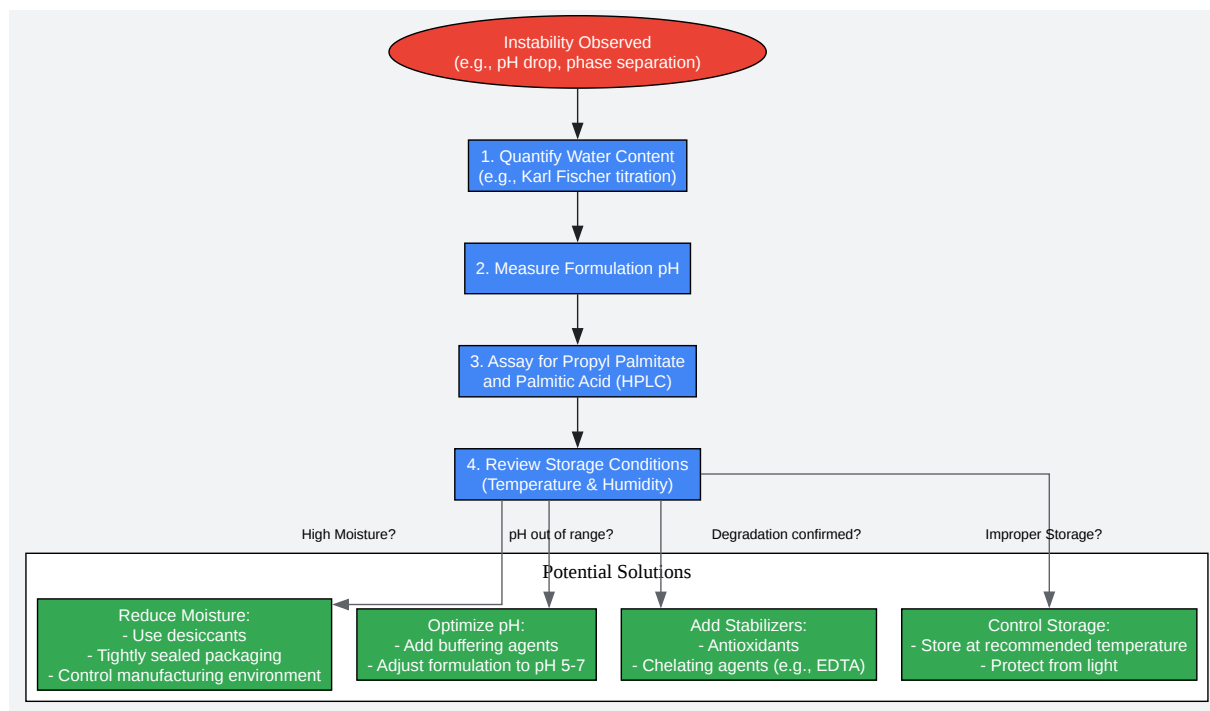 Instability Observed
(e.g., pH drop, phase separation)
1. Quantify Water Content
(e.g., Karl Fischer titration)
2. Measure Formulation pH
3. Assay for Propyl Palmitate
and Palmitic Acid (HPLC)
4. Review Storage Conditions
(Temperature & Humidity)
High Moisture?
pH out of range?
Degradation confirmed?
Improper Storage?
Potential Solutions
Reduce Moisture:
- Use desiccants
- Tightly sealed packaging
- Control manufacturing environment
Optimize pH:
- Add buffering agents
- Adjust formulation to pH 5-7
Add Stabilizers:
- Antioxidants
- Chelating agents (e.g., EDTA)
Control Storage:
- Store at recommended temperature
- Protect from light